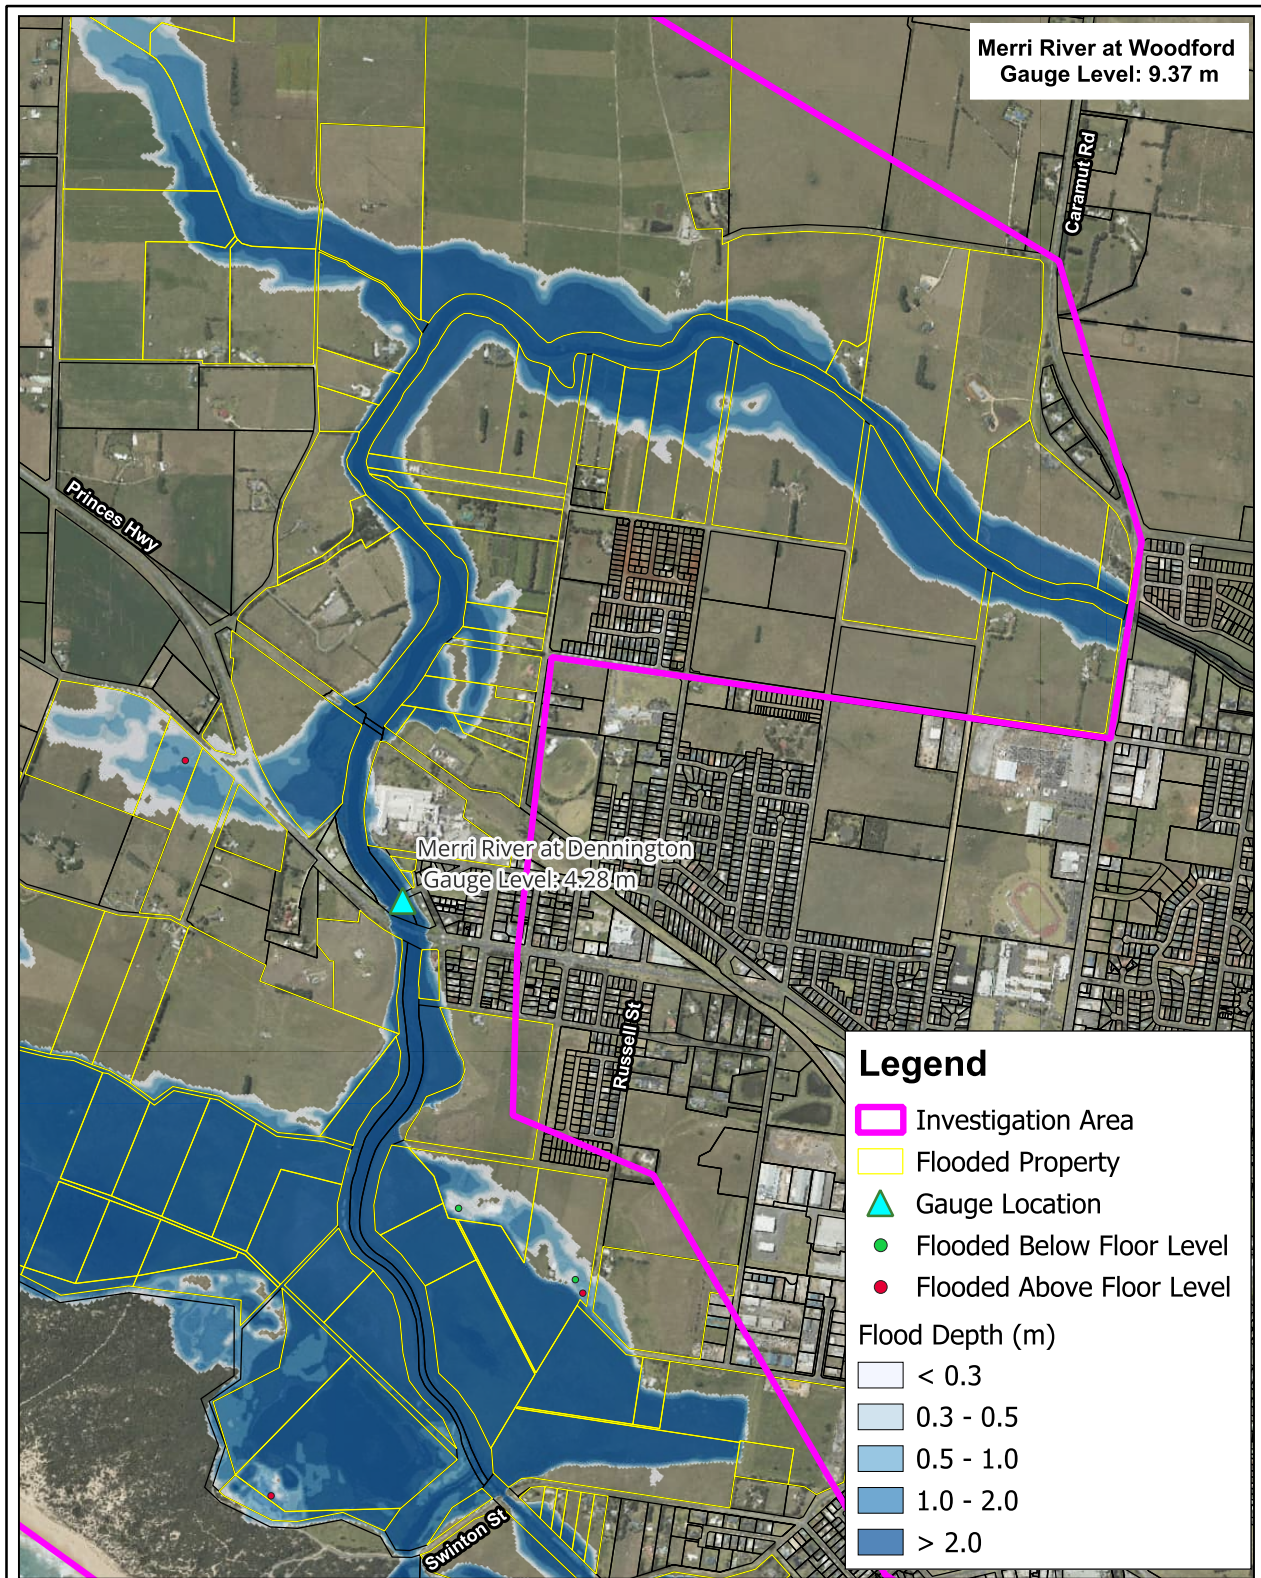 Merri River at Woodford
Gauge Level: 9.37 m
Caramut Rd
Princes Hwy
Merri River at Dennington
Gauge Level: 4.28 m
Russell St
Swinton St
Legend
Investigation Area
Flooded Property
Gauge Location
Flooded Below Floor Level
Flooded Above Floor Level
Flood Depth (m)
< 0.3
0.3 - 0.5
0.5 - 1.0
1.0 - 2.0
> 2.0